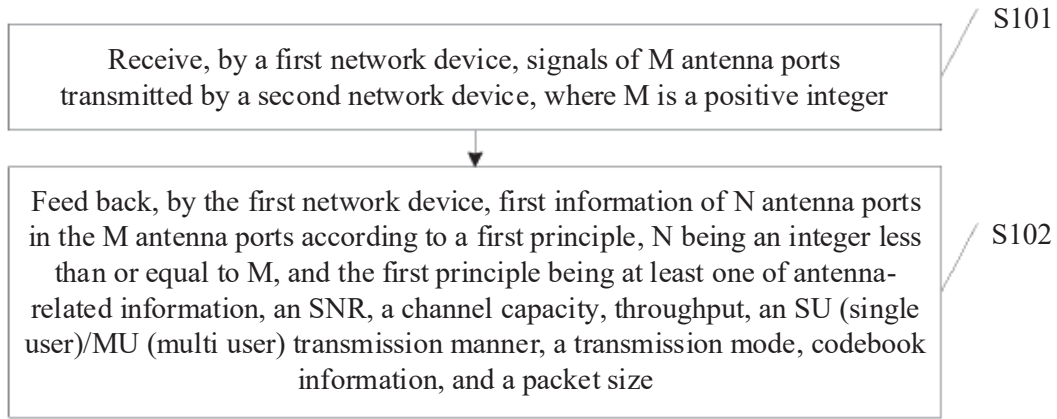 S101
Receive, by a first network device, signals of M antenna ports
transmitted by a second network device, where M is a positive integer
Feed back, by the first network device, first information of N antenna ports
in the M antenna ports according to a first principle, N being an integer less
than or equal to M, and the first principle being at least one of antenna-
related information, an SNR, a channel capacity, throughput, an SU (single
user)/MU (multi user) transmission manner, a transmission mode, codebook
information, and a packet size
S102